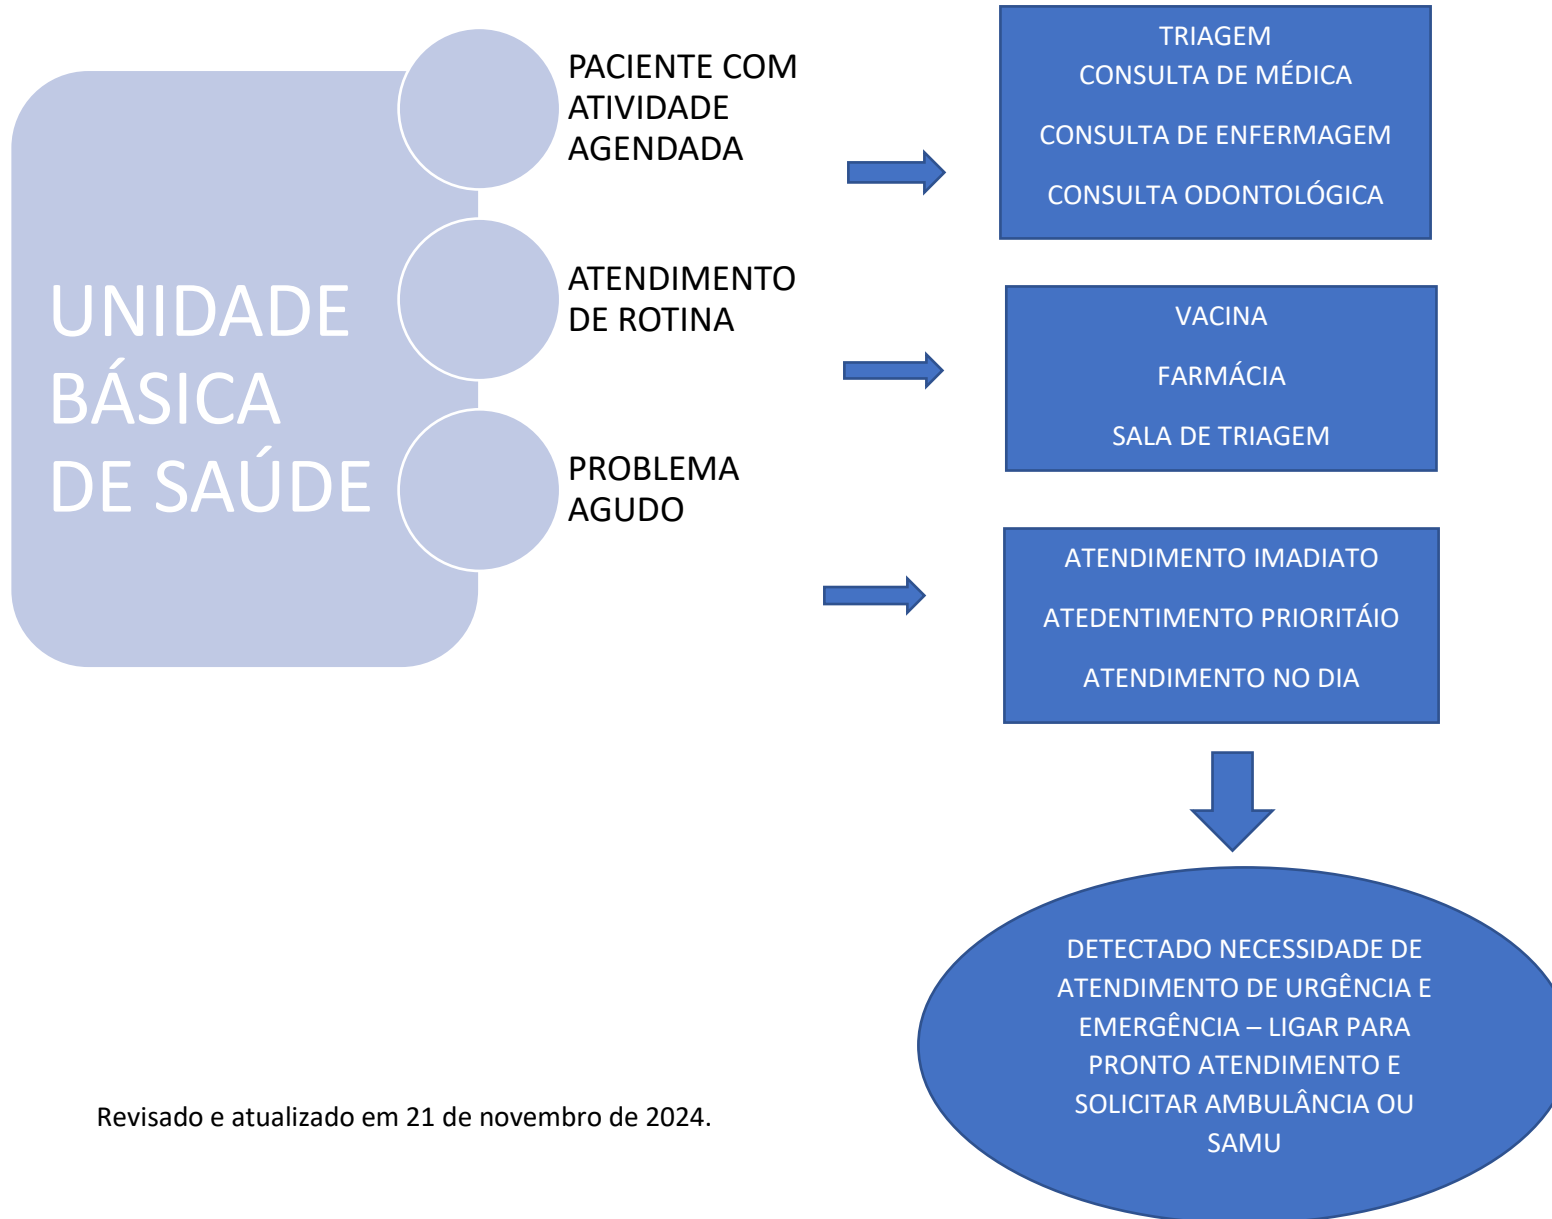 UNIDADE
BÁSICA
DE SAÚDE
PACIENTE COM
ATIVIDADE
AGENDADA
TRIAGEM
CONSULTA DE MÉDICA
CONSULTA DE ENFERMAGEM
CONSULTA ODONTOLÓGICA
ATENDIMENTO
DE ROTINA
VACINA
FARMÁCIA
SALA DE TRIAGEM
PROBLEMA
AGUDO
ATENDIMENTO IMADIATO
ATEDENTIMENTO PRIORITÁIO
ATENDIMENTO NO DIA
DETECTADO NECESSIDADE DE
ATENDIMENTO DE URGÊNCIA E
EMERGÊNCIA – LIGAR PARA
PRONTO ATENDIMENTO E
SOLICITAR AMBULÂNCIA OU
SAMU
Revisado e atualizado em 21 de novembro de 2024.